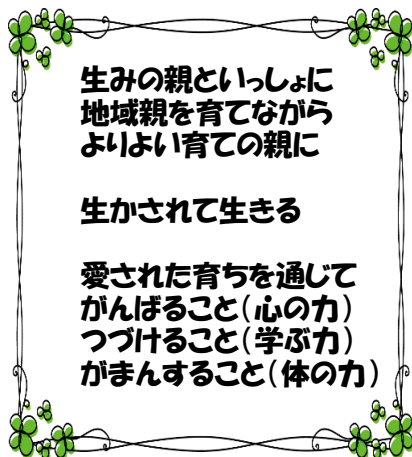 生みの親といっしょに
地域親を育てながら
よりよい育ての親に
生かされて生きる
愛された育ちを通じて
がんばること（心の力）
つづけること（学ぶ力）
がまんすること（体の力）